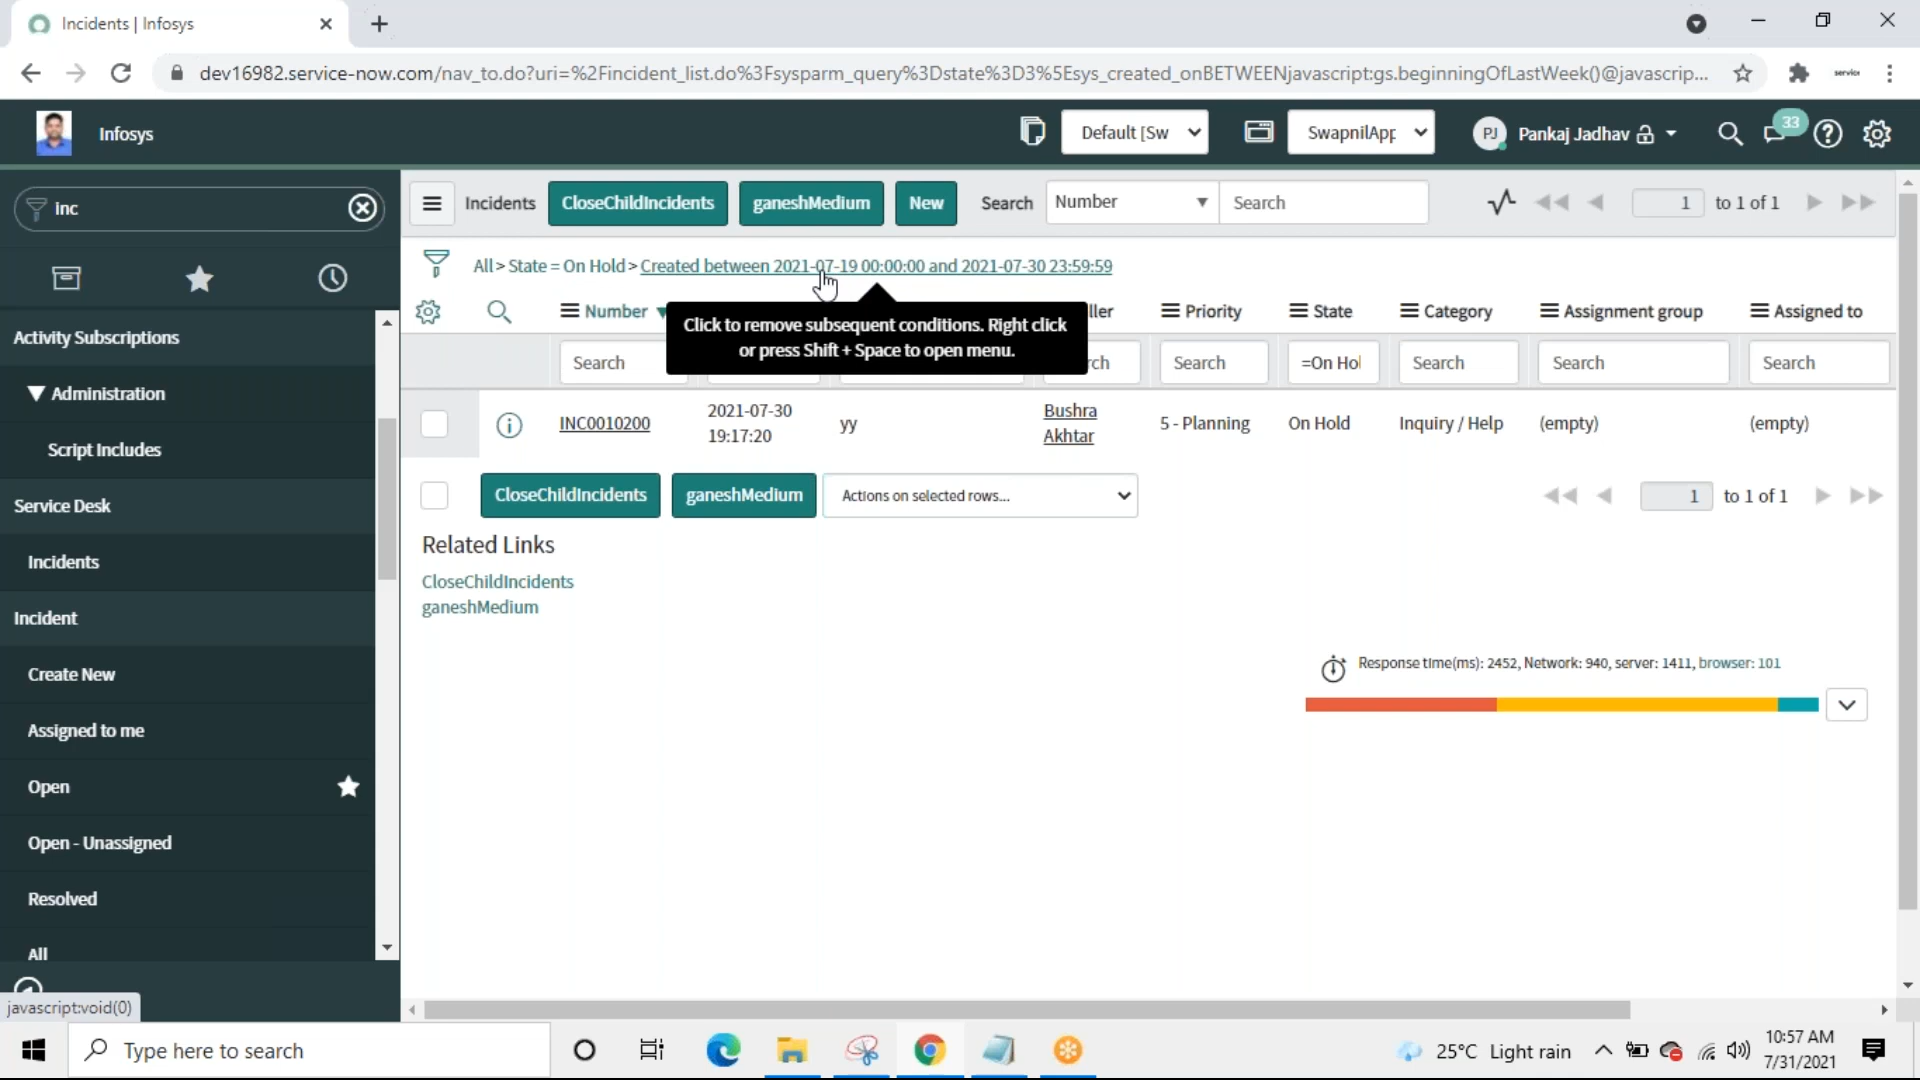 Incidents | Infosys
dev16982.service-now.com/nav_to.do?uri=%2Fincident_list.do%3Fsysparm_query%3Dstate%3D3%5Esys_created_onBETWEENjavascript:gs.beginningOfLastWeek()@javascrip...
service
Infosys
Default [Sw
SwapnilApp
PJ
Pankaj Jadhav
33
inc
Incidents
CloseChildIncidents
ganeshMedium
New
Search
Number
Search
1 to 1 of 1
All > State = On Hold > Created between 2021-07-19 00:00:00 and 2021-07-30 23:59:59
Number
ller
Priority
State
Category
Assignment group
Assigned to
Click to remove subsequent conditions. Right click
or press Shift + Space to open menu.
Search
rch
Search
=On Hol
Search
Search
Search
INC0010200
2021-07-30
19:17:20
yy
Bushra
Akhtar
5 - Planning
On Hold
Inquiry / Help
(empty)
(empty)
CloseChildIncidents
ganeshMedium
Actions on selected rows...
1 to 1 of 1
Related Links
CloseChildIncidents
ganeshMedium
Response time(ms): 2452, Network: 940, server: 1411, browser: 101
Activity Subscriptions
Administration
Script Includes
Service Desk
Incidents
Incident
Create New
Assigned to me
Open
Open - Unassigned
Resolved
All
javascript:void(0)
Type here to search
25°C Light rain
10:57 AM
7/31/2021